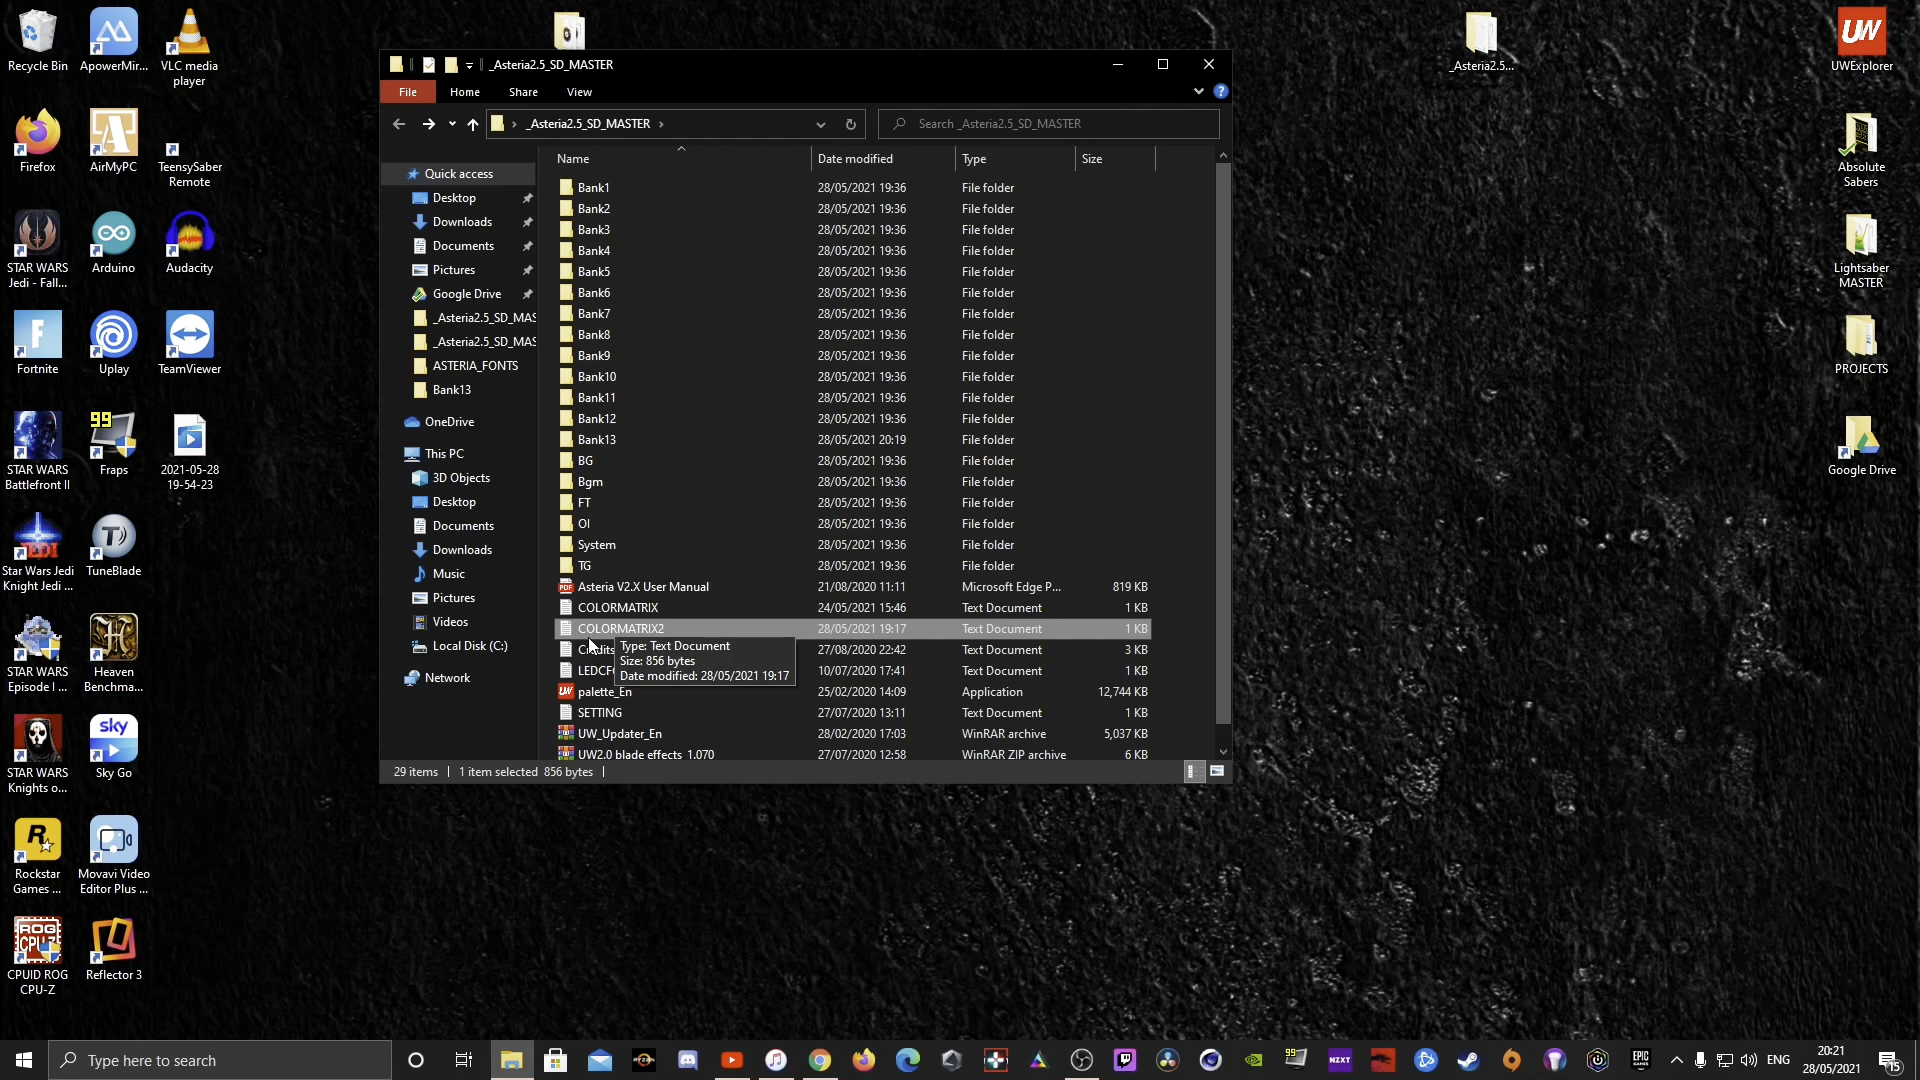 Recycle Bin
ApowerMir...
VLC media
player
Firefox
AirMyPC
TeensySaber
Remote
STAR WARS
Jedi - Fall...
Arduino
Audacity
Fortnite
Uplay
TeamViewer
99
STAR WARS
Battlefront II
Fraps
2021-05-28
19-54-23
JEDI
Star Wars Jedi
Knight Jedi ...
TuneBlade
STAR WARS
Episode I ...
Heaven
Benchma...
STAR WARS
Knights o...
sky
Sky Go
Rockstar
Games ...
Movavi Video
Editor Plus ...
ROG
CPU-Z
CPUID ROG
CPU-Z
Reflector 3
_Asteria2.5_SD_MASTER
File Home Share View
_Asteria2.5_SD_MASTER
Search _Asteria2.5_SD_MASTER
Quick access
Desktop
Downloads
Documents
Pictures
Google Drive
_Asteria2.5_SD_MAS
_Asteria2.5_SD_MAS
ASTERIA_FONTS
Bank13
OneDrive
This PC
3D Objects
Desktop
Documents
Downloads
Music
Pictures
Videos
Local Disk (C:)
Network
Name Date modified Type Size
Bank1 28/05/2021 19:36 File folder
Bank2 28/05/2021 19:36 File folder
Bank3 28/05/2021 19:36 File folder
Bank4 28/05/2021 19:36 File folder
Bank5 28/05/2021 19:36 File folder
Bank6 28/05/2021 19:36 File folder
Bank7 28/05/2021 19:36 File folder
Bank8 28/05/2021 19:36 File folder
Bank9 28/05/2021 19:36 File folder
Bank10 28/05/2021 19:36 File folder
Bank11 28/05/2021 19:36 File folder
Bank12 28/05/2021 19:36 File folder
Bank13 28/05/2021 20:19 File folder
BG 28/05/2021 19:36 File folder
Bgm 28/05/2021 19:36 File folder
FT 28/05/2021 19:36 File folder
OI 28/05/2021 19:36 File folder
System 28/05/2021 19:36 File folder
TG 28/05/2021 19:36 File folder
Asteria V2.X User Manual 21/08/2020 11:11 Microsoft Edge P... 819 KB
COLORMATRIX 24/05/2021 15:46 Text Document 1 KB
COLORMATRIX2 28/05/2021 19:17 Text Document 1 KB
Credits 27/08/2020 22:42 Text Document 3 KB
LEDCF 10/07/2020 17:41 Text Document 1 KB
palette_En 25/02/2020 14:09 Application 12,744 KB
SETTING 27/07/2020 13:11 Text Document 1 KB
UW_Updater_En 28/02/2020 17:03 WinRAR archive 5,037 KB
UW2.0 blade effects_1.070 27/07/2020 12:58 WinRAR ZIP archive 6 KB
Type: Text Document
Size: 856 bytes
Date modified: 28/05/2021 19:17
29 items 1 item selected 856 bytes
_Asteria2.5...
UW
UWExplorer
Absolute
Sabers
Lightsaber
MASTER
PROJECTS
Google Drive
Type here to search
RYZEN
99
NZXT
EPIC
GAMES
ENG
20:21
28/05/2021
15